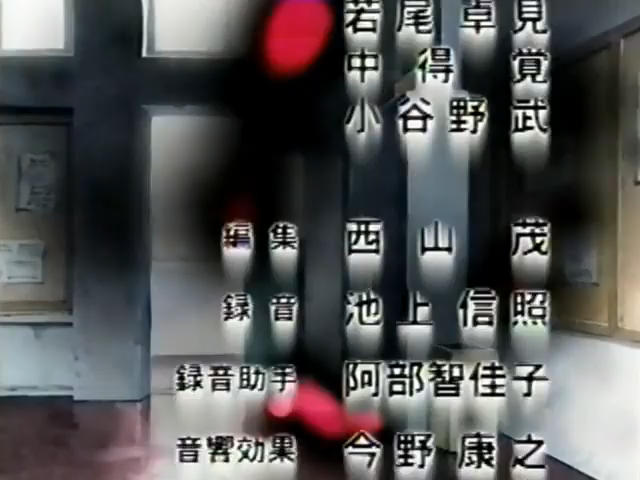 若尾卓見
中得覚
小谷野武
編集 西山茂
録音 池上信照
録音助手 阿部智佳子
音響効果 今野康之